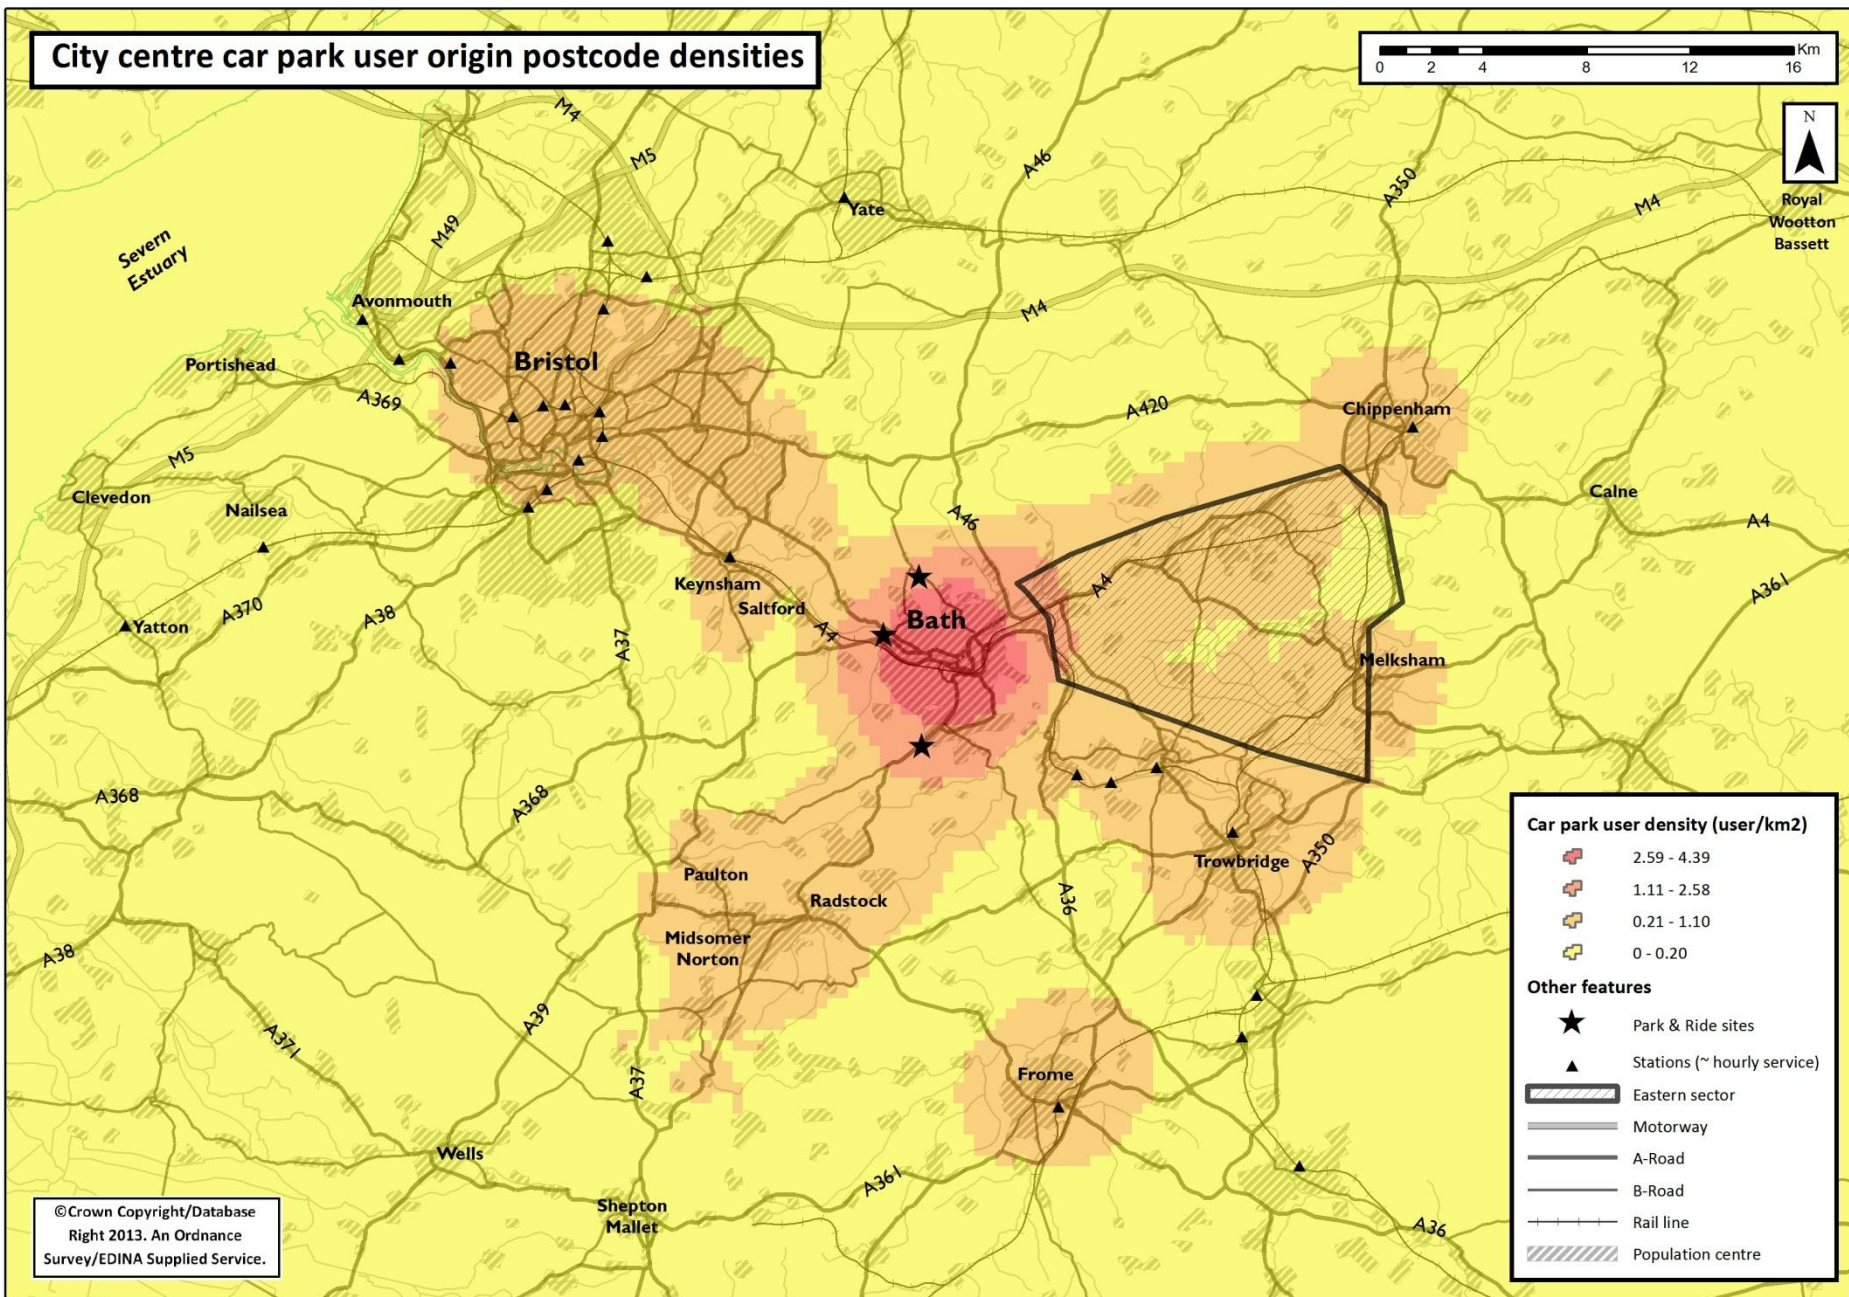 City centre car park user origin postcode densities
Km
0 2 4 8 12 16
N
Royal
Wootton
Bassett
M4
M5
A46
A350
M4
M49
Yate
Severn
Estuary
Avonmouth
M4
Bristol
Portishead
A369
A420
Chippenham
M5
Clevedon
Nailsea
A46
Calne
A4
Keynsham
Saltford
A4
A4
Bath
A361
A370
A38
Yatton
A37
Melksham
A368
A368
Paulton
Radstock
A36
Trowbridge
A350
Midsomer
Norton
A38
A39
A371
A37
Frome
Wells
A361
Shepton
Mallet
A36
Car park user density (user/km2)
2.59 - 4.39
1.11 - 2.58
0.21 - 1.10
0 - 0.20
Other features
Park & Ride sites
Stations (~ hourly service)
Eastern sector
Motorway
A-Road
B-Road
Rail line
Population centre
©Crown Copyright/Database
Right 2013. An Ordnance
Survey/EDINA Supplied Service.